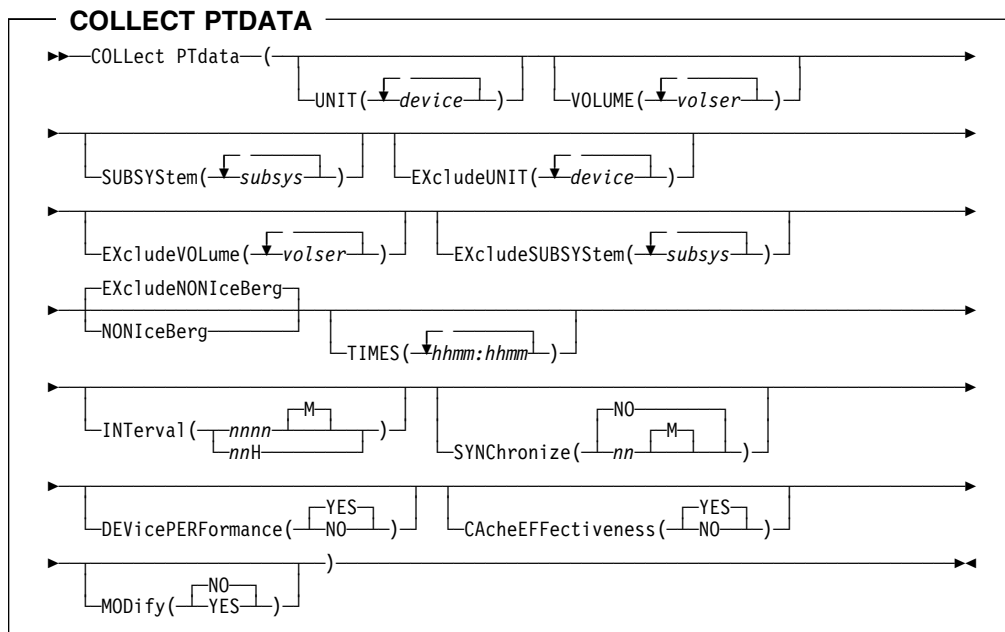 COLLECT PTDATA
COLLect PTdata ( UNIT( device ) VOLUME( volser )
SUBSYStem( subsys ) EXcludeUNIT( device )
EXcludeVOLume( volser ) EXcludeSUBSYStem( subsys )
EXcludeNONIceBerg
NONIceBerg
TIMES( hhmm:hhmm )
M
INTerval( nnnn )
nnH
NO
M
SYNChronize( nn )
YES
DEVicePERFormance( NO )
YES
CAcheEFFectiveness( NO )
)
NO
MODify( YES )